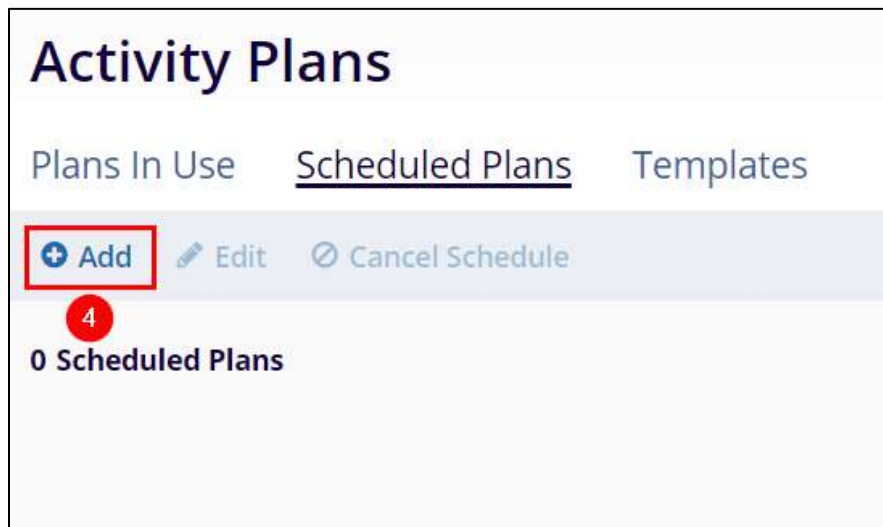 Activity Plans
Plans In Use Scheduled Plans Templates
Add Edit Cancel Schedule
4
0 Scheduled Plans